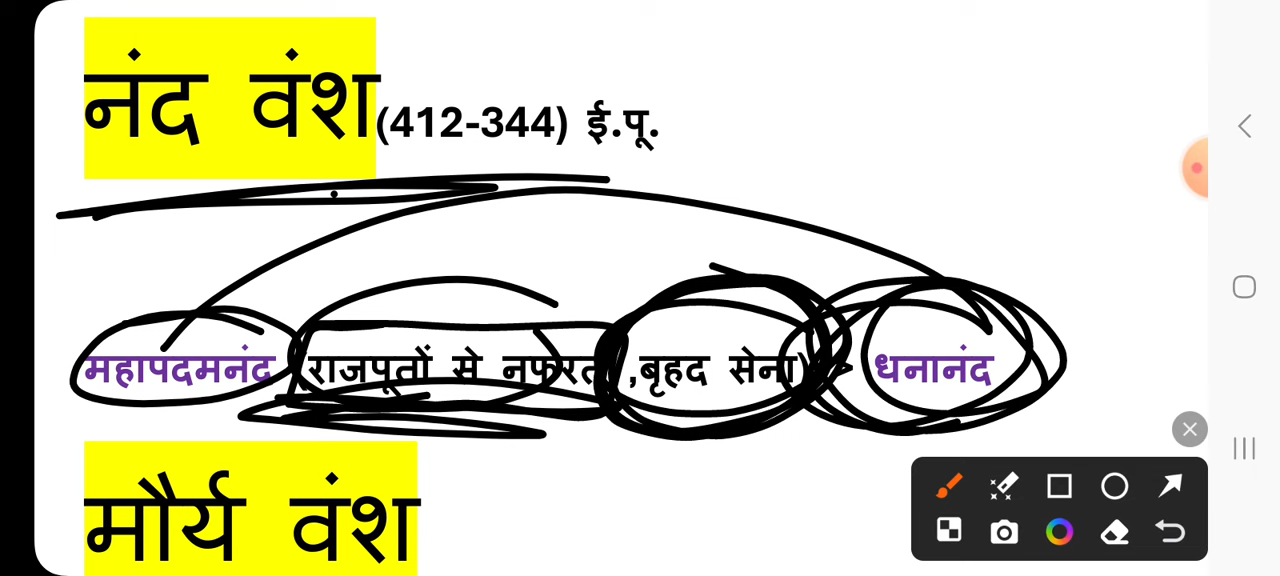 नंद वंश(412-344) ई.पू.
महापदमनंद (राजपूतों से नफरत ,बृहद सेना) > धनानंद
मौर्य वंश